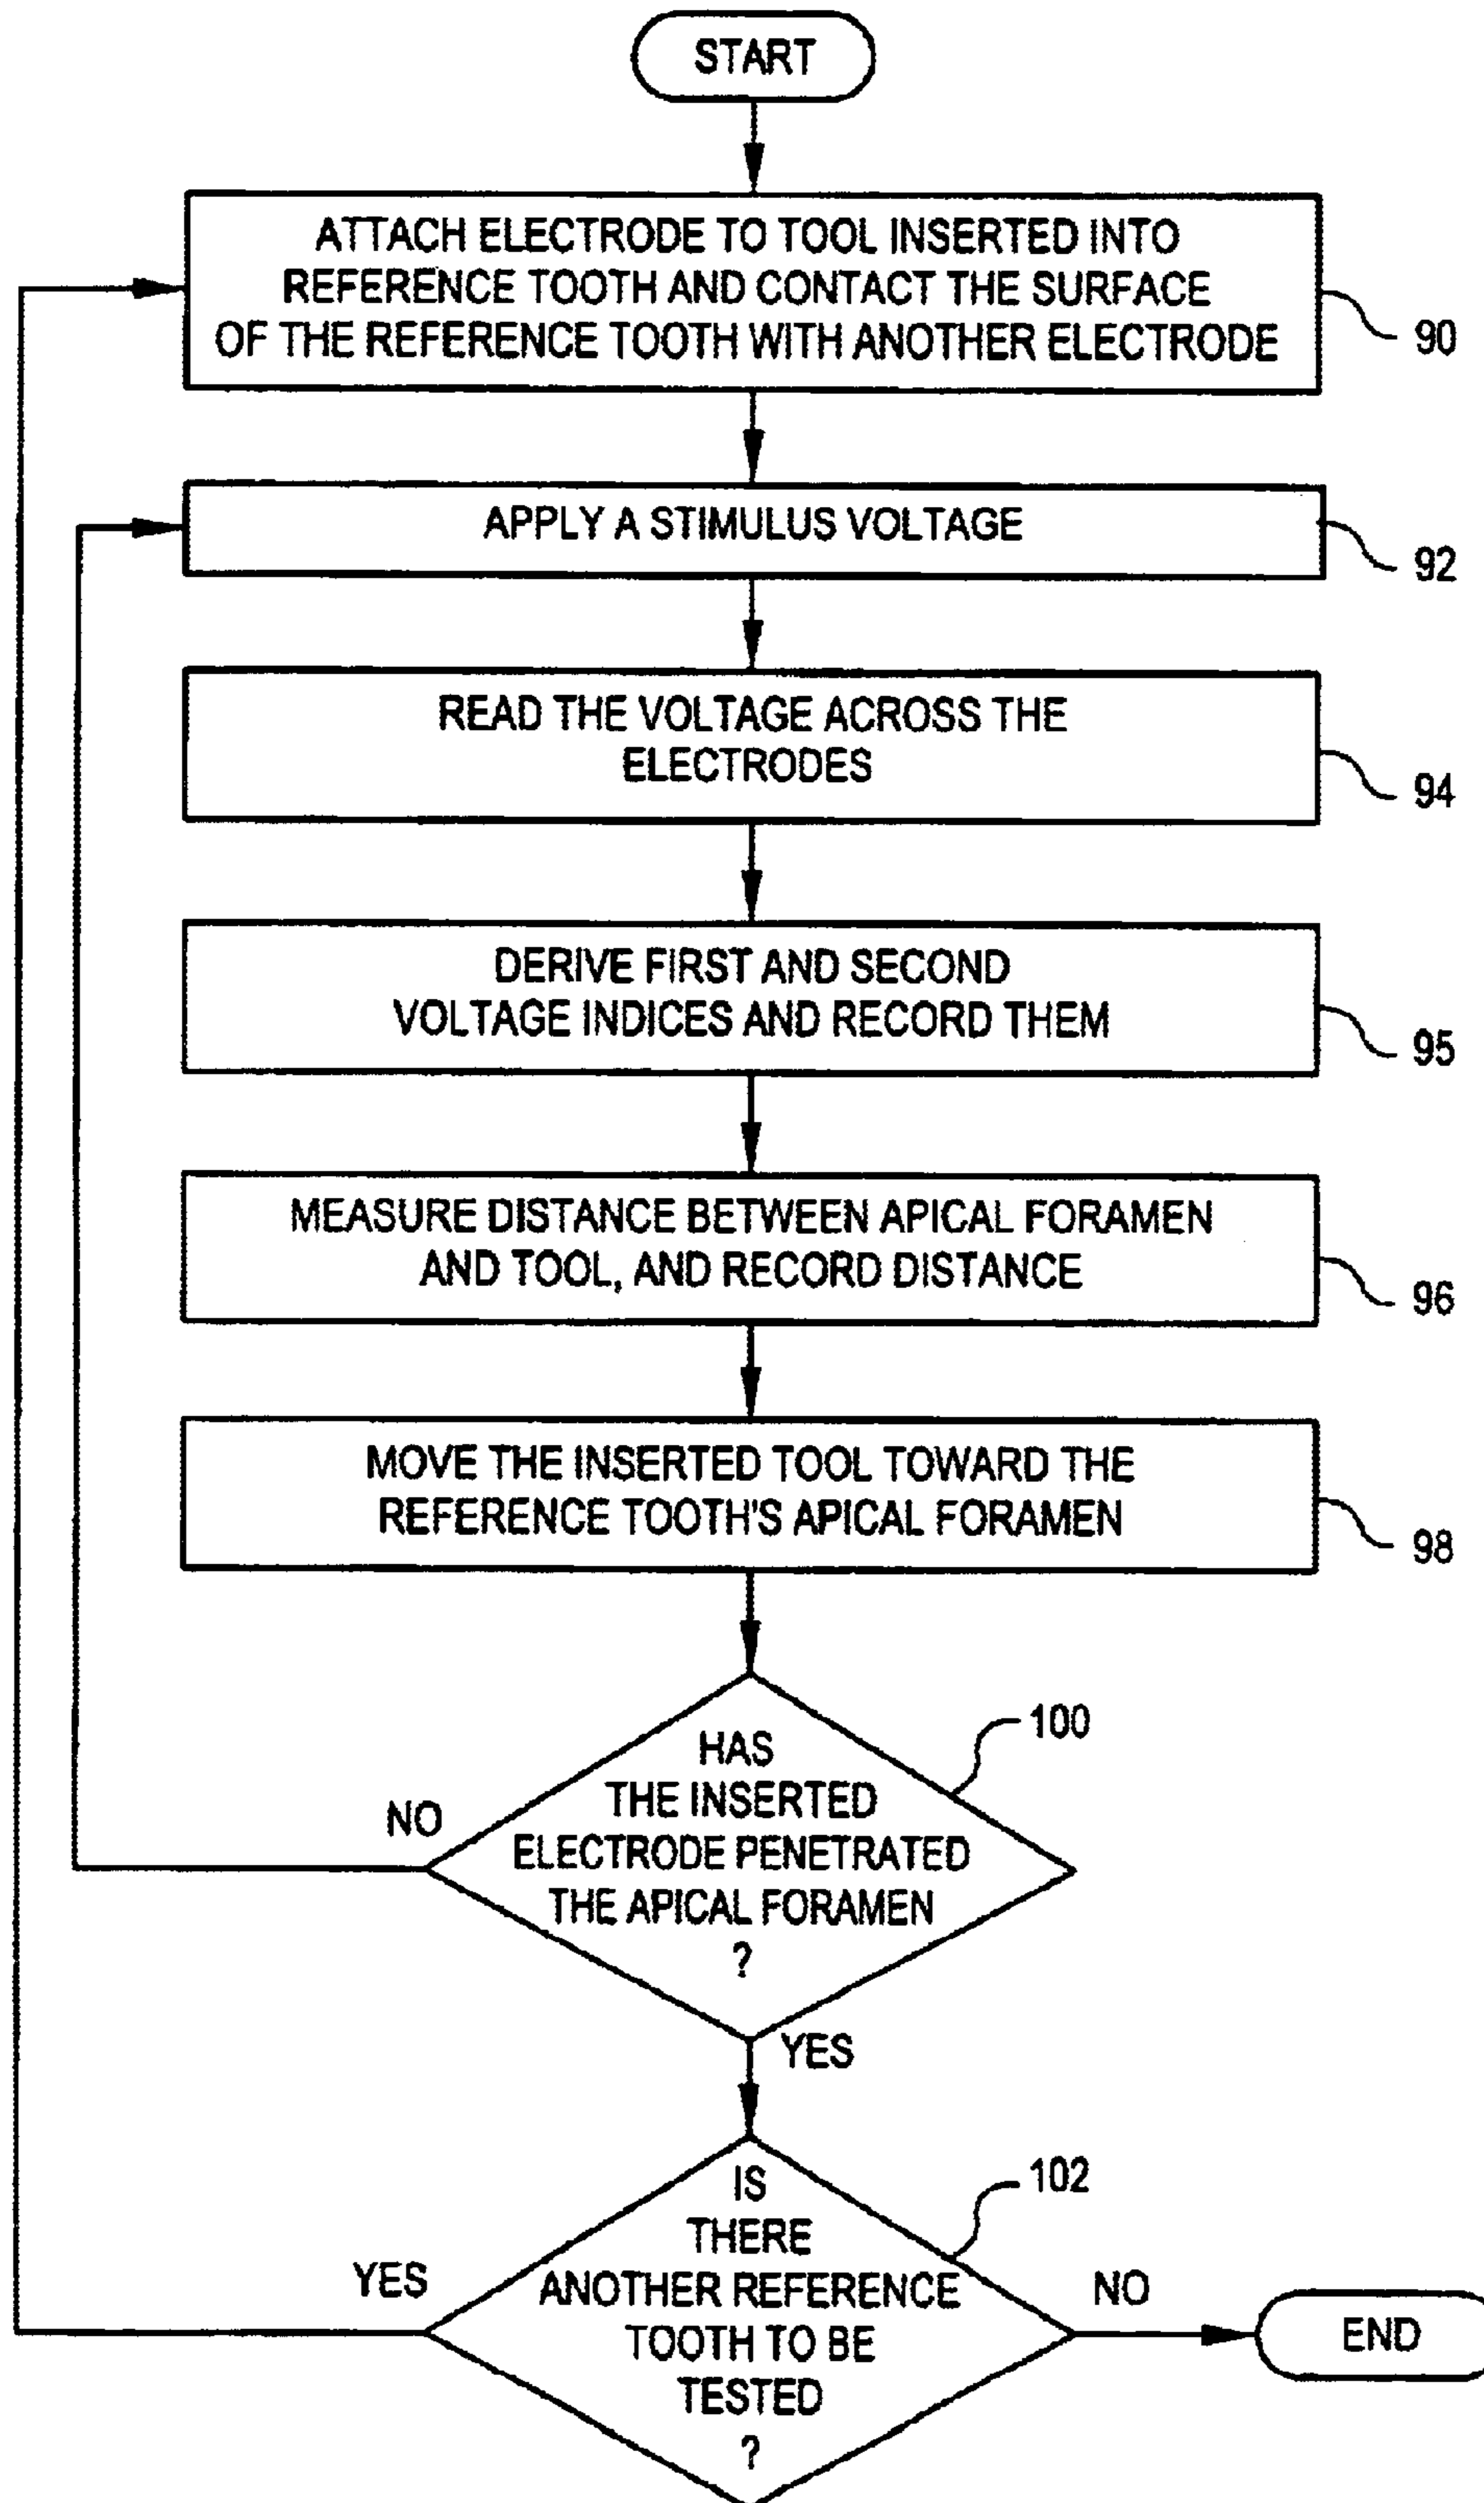 START
ATTACH ELECTRODE TO TOOL INSERTED INTO
REFERENCE TOOTH AND CONTACT THE SURFACE
OF THE REFERENCE TOOTH WITH ANOTHER ELECTRODE
90
APPLY A STIMULUS VOLTAGE
92
READ THE VOLTAGE ACROSS THE
ELECTRODES
94
DERIVE FIRST AND SECOND
VOLTAGE INDICES AND RECORD THEM
95
MEASURE DISTANCE BETWEEN APICAL FORAMEN
AND TOOL, AND RECORD DISTANCE
96
MOVE THE INSERTED TOOL TOWARD THE
REFERENCE TOOTH'S APICAL FORAMEN
98
100
HAS
THE INSERTED
ELECTRODE PENETRATED
THE APICAL FORAMEN
?
NO
YES
102
IS
THERE
ANOTHER REFERENCE
TOOTH TO BE
TESTED
?
YES
NO
END